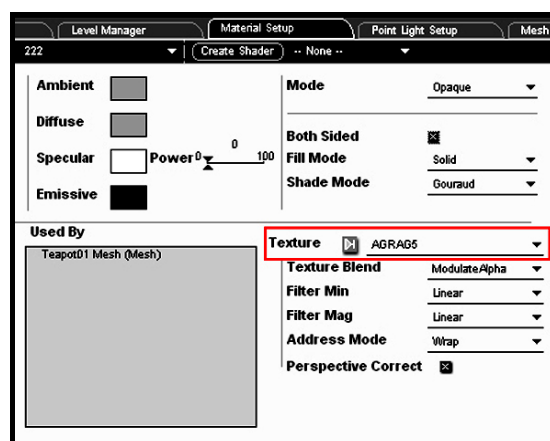 Level Manager Material Setup Point Light Setup Mesh
222 Create Shader -- None --
Ambient
Diffuse
Specular Power 0 0 100
Emissive
Mode Opaque
Both Sided
Fill Mode Solid
Shade Mode Gouraud
Used By
Teapot01 Mesh (Mesh)
Texture AGRAG5
Texture Blend ModulateAlpha
Filter Min Linear
Filter Mag Linear
Address Mode Wrap
Perspective Correct